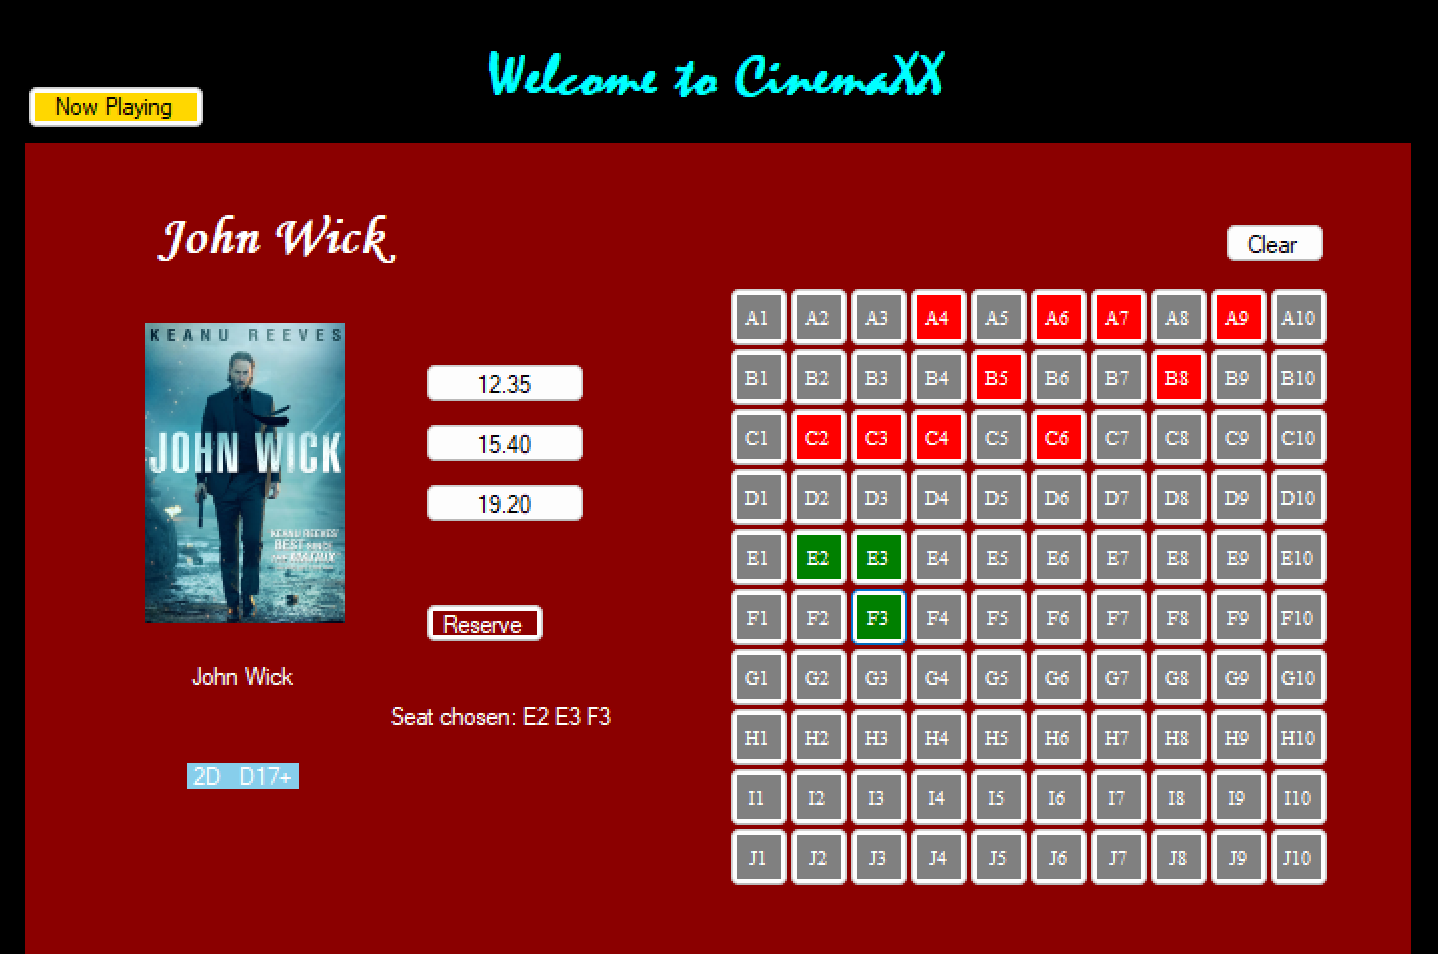 Welcome to CinemaXX
Now Playing
John Wick
Clear
KEANU REEVES
JOHN WICK
KEANU REEVES'
BEST SINCE
THE MATRIX
12.35
15.40
19.20
Reserve
John Wick
Seat chosen: E2 E3 F3
2D D17+
A1 A2 A3 A4 A5 A6 A7 A8 A9 A10
B1 B2 B3 B4 B5 B6 B7 B8 B9 B10
C1 C2 C3 C4 C5 C6 C7 C8 C9 C10
D1 D2 D3 D4 D5 D6 D7 D8 D9 D10
E1 E2 E3 E4 E5 E6 E7 E8 E9 E10
F1 F2 F3 F4 F5 F6 F7 F8 F9 F10
G1 G2 G3 G4 G5 G6 G7 G8 G9 G10
H1 H2 H3 H4 H5 H6 H7 H8 H9 H10
I1 I2 I3 I4 I5 I6 I7 I8 I9 I10
J1 J2 J3 J4 J5 J6 J7 J8 J9 J10